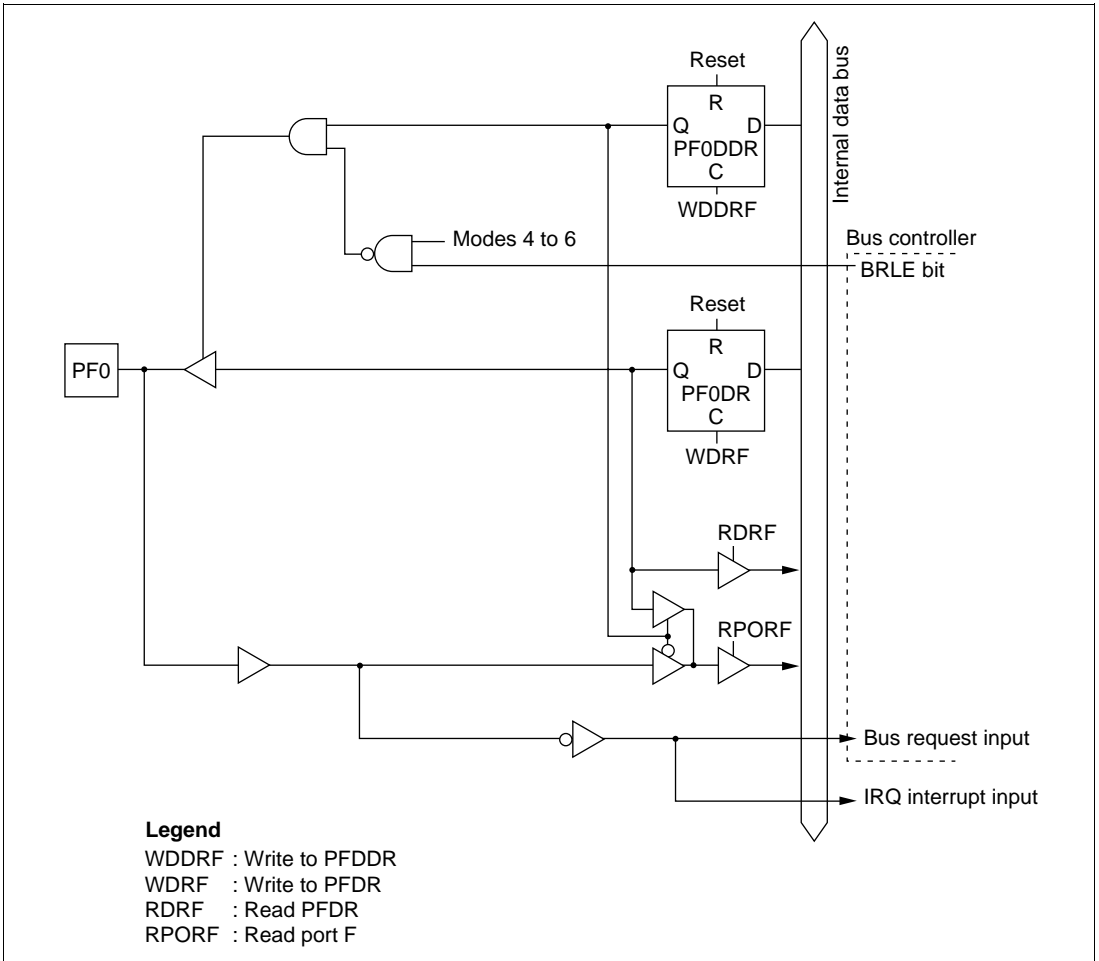 Reset
R
Q D
PF0DDR
C
WDDRF
Internal data bus
Modes 4 to 6
Bus controller
BRLE bit
Reset
R
PF0
Q D
PF0DR
C
WDRF
RDRF
RPORF
Bus request input
IRQ interrupt input
Legend
WDDRF : Write to PFDDR
WDRF : Write to PFDR
RDRF : Read PFDR
RPORF : Read port F